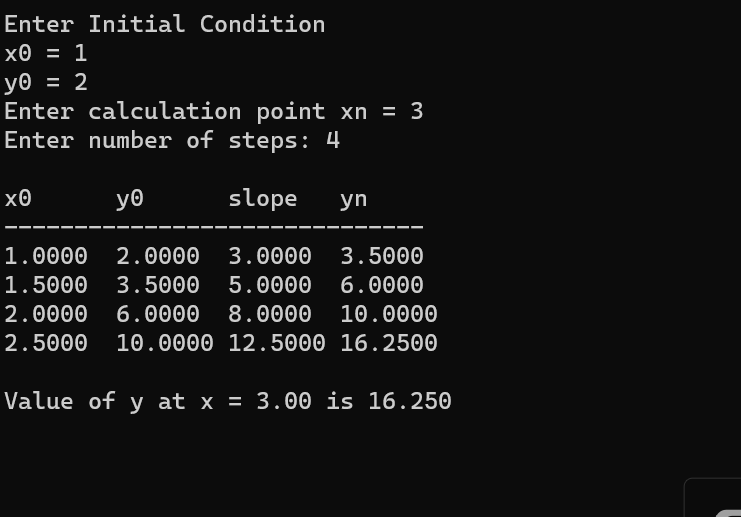 Enter Initial Condition
x0 = 1
y0 = 2
Enter calculation point xn = 3
Enter number of steps: 4
x0 y0 slope yn
------------------------------
1.0000 2.0000 3.0000 3.5000
1.5000 3.5000 5.0000 6.0000
2.0000 6.0000 8.0000 10.0000
2.5000 10.0000 12.5000 16.2500
Value of y at x = 3.00 is 16.250